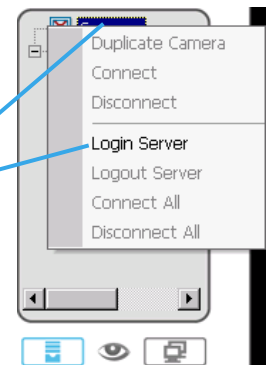 Duplicate Camera
Connect
Disconnect
Login Server
Logout Server
Connect All
Disconnect All